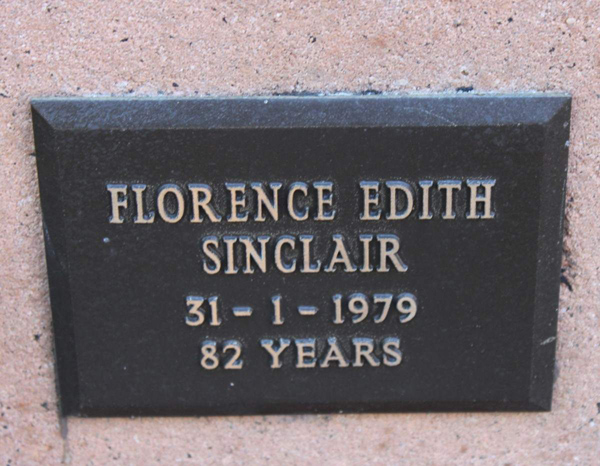 FLORENCE EDITH
SINCLAIR
31 - 1 - 1979
82 YEARS